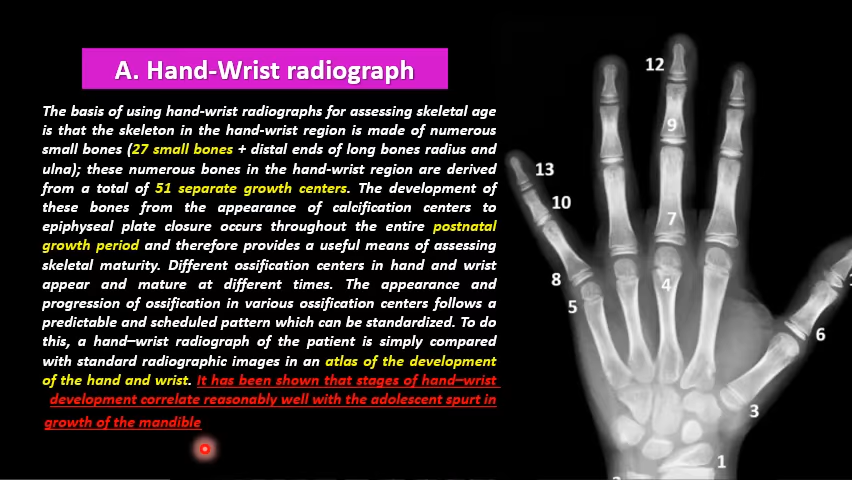 A. Hand-Wrist radiograph
The basis of using hand-wrist radiographs for assessing skeletal age
is that the skeleton in the hand-wrist region is made of numerous
small bones (27 small bones + distal ends of long bones radius and
ulna); these numerous bones in the hand-wrist region are derived
from a total of 51 separate growth centers. The development of
these bones from the appearance of calcification centers to
epiphyseal plate closure occurs throughout the entire postnatal
growth period and therefore provides a useful means of assessing
skeletal maturity. Different ossification centers in hand and wrist
appear and mature at different times. The appearance and
progression of ossification in various ossification centers follows a
predictable and scheduled pattern which can be standardized. To do
this, a hand–wrist radiograph of the patient is simply compared
with standard radiographic images in an atlas of the development
of the hand and wrist. It has been shown that stages of hand–wrist
development correlate reasonably well with the adolescent spurt in
growth of the mandible
12
9
13
10
7
8
4
5
6
3
1